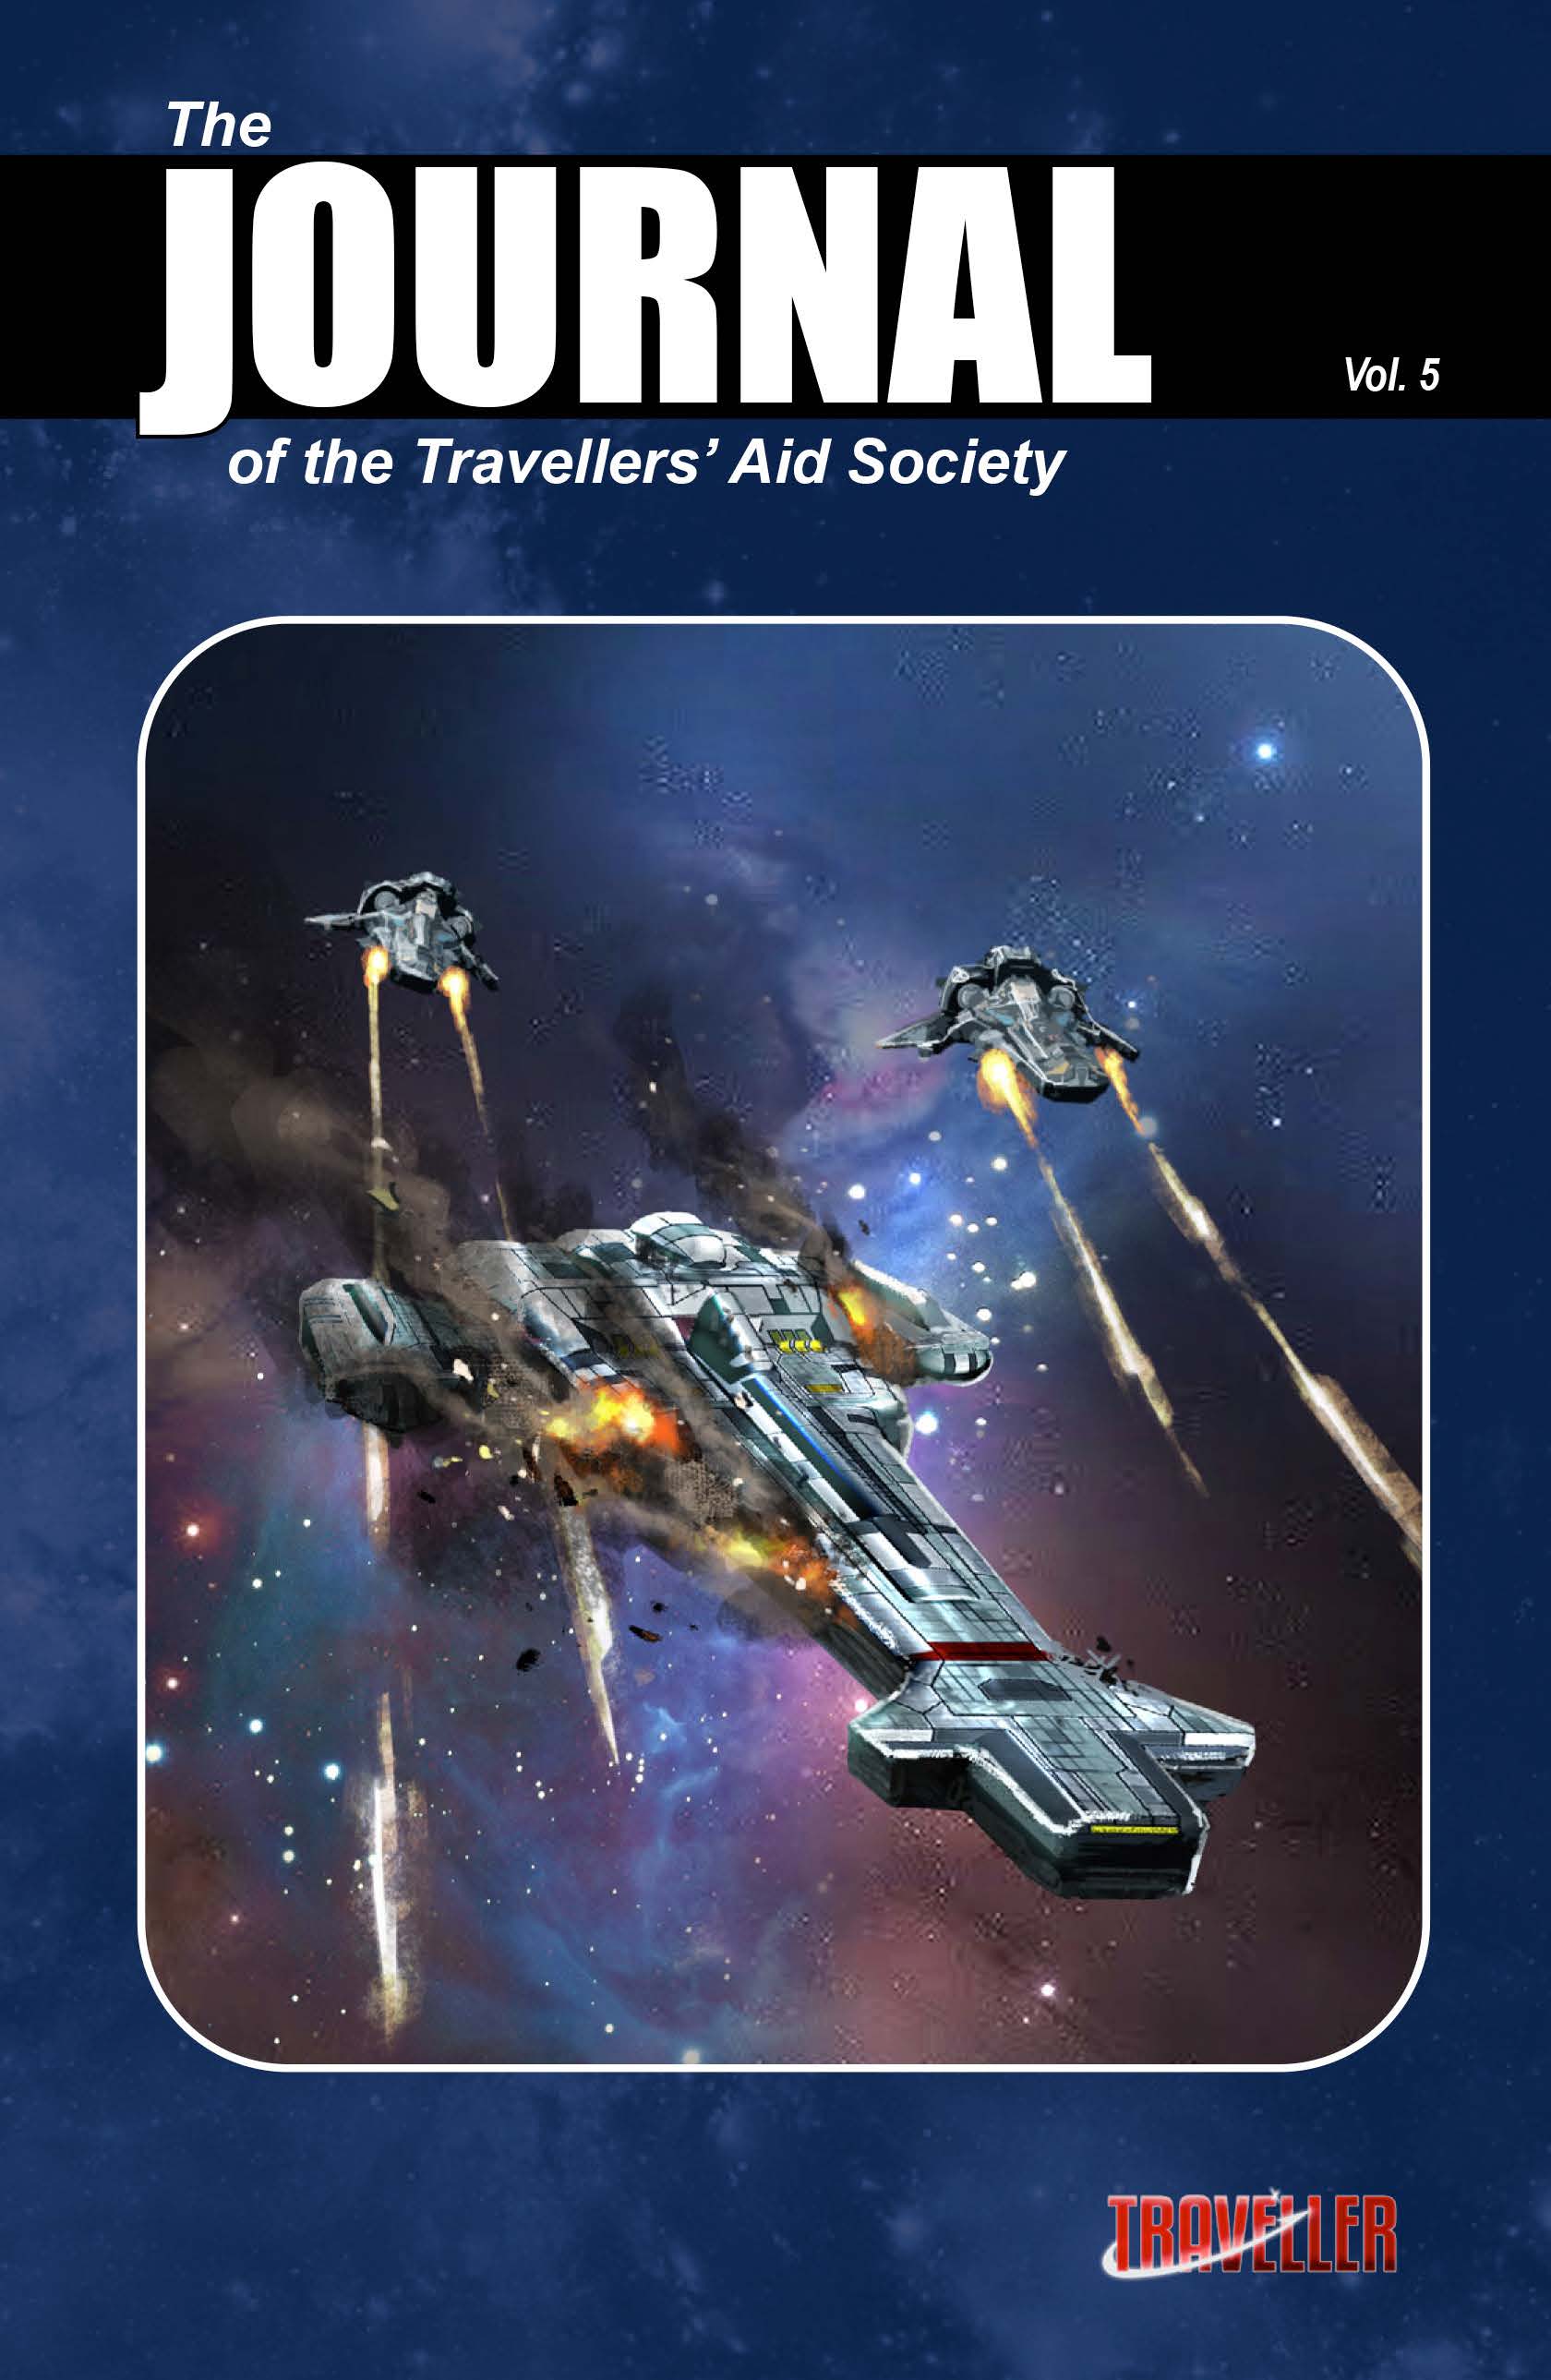 The
JOURNAL
Vol. 5
of the Travellers’ Aid Society
TRAVELLER